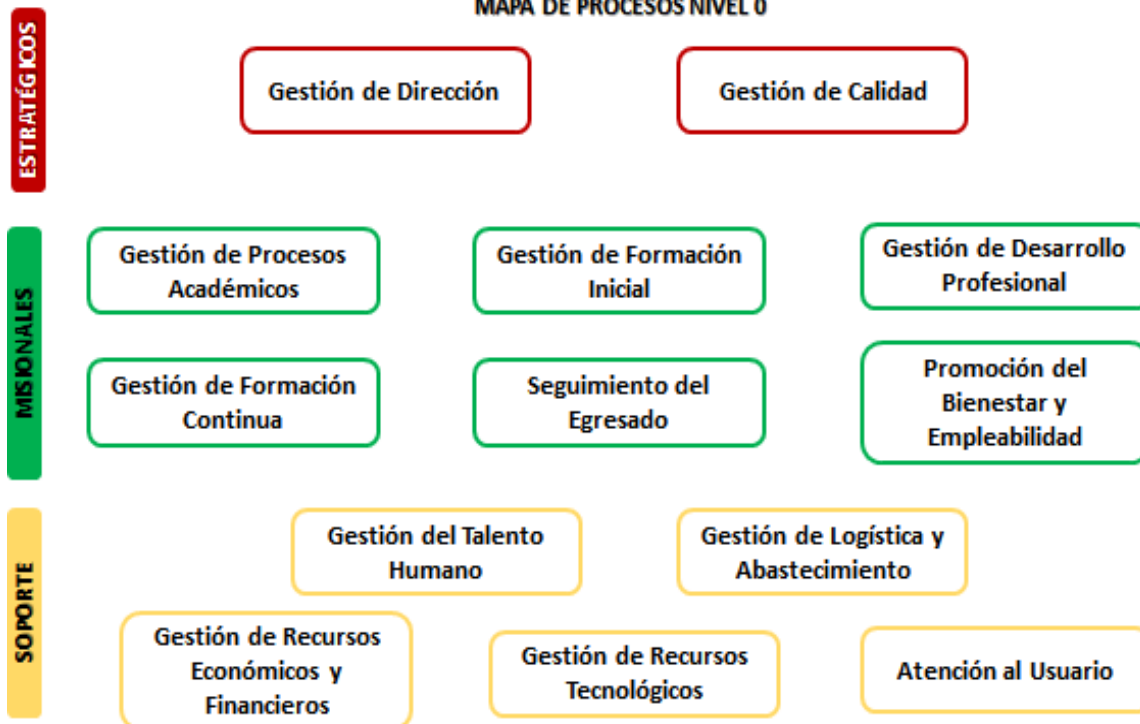 MAPA DE PROCESOS NIVEL 0
ESTRATÉGICOS
Gestión de Dirección
Gestión de Calidad
MISIONALES
Gestión de Procesos
Académicos
Gestión de Formación
Inicial
Gestión de Desarrollo
Profesional
Gestión de Formación
Continua
Seguimiento del
Egresado
Promoción del
Bienestar y
Empleabilidad
SOPORTE
Gestión del Talento
Humano
Gestión de Logística y
Abastecimiento
Gestión de Recursos
Económicos y
Financieros
Gestión de Recursos
Tecnológicos
Atención al Usuario